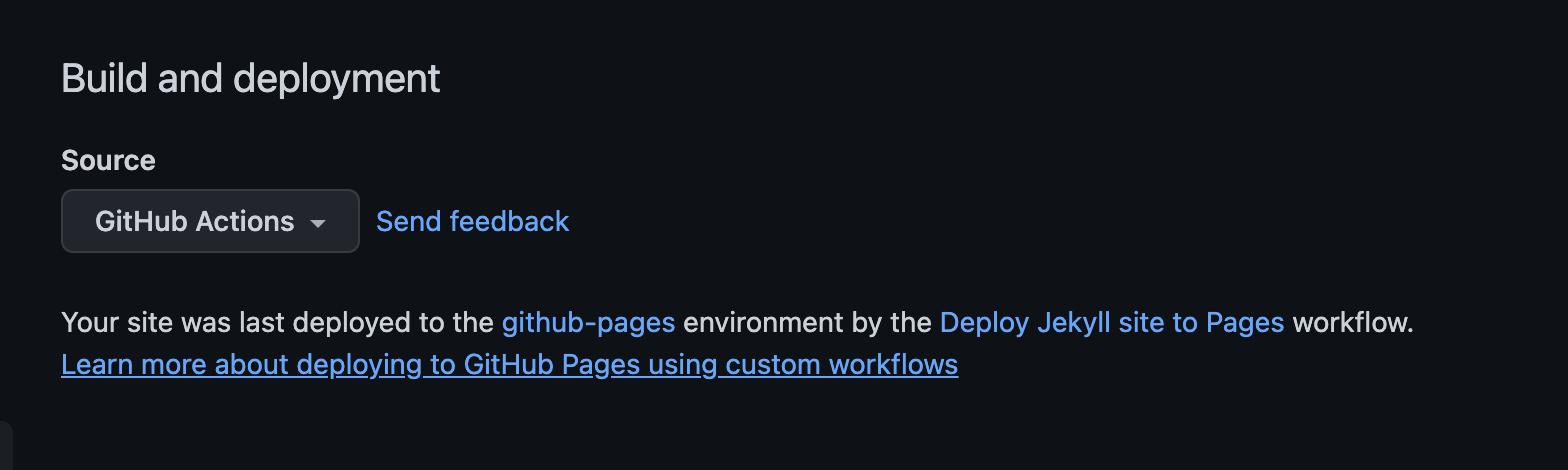 Build and deployment
Source
GitHub Actions Send feedback
Your site was last deployed to the github-pages environment by the Deploy Jekyll site to Pages workflow.
Learn more about deploying to GitHub Pages using custom workflows